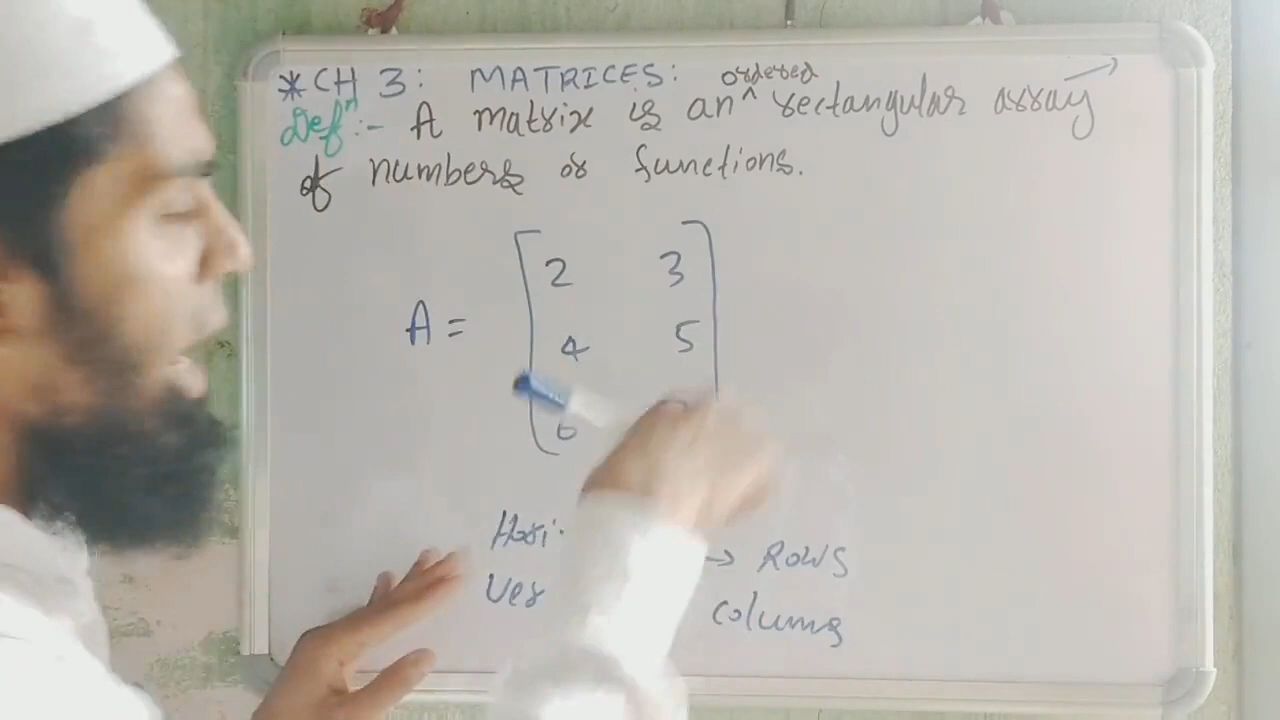 *CH 3: MATRICES:
ordered
Defⁿ:- A matrix is an ^ rectangular array →
of numbers or functions.
2 3
A = 4 5
6
Hori
Ver
→ ROWS
colums